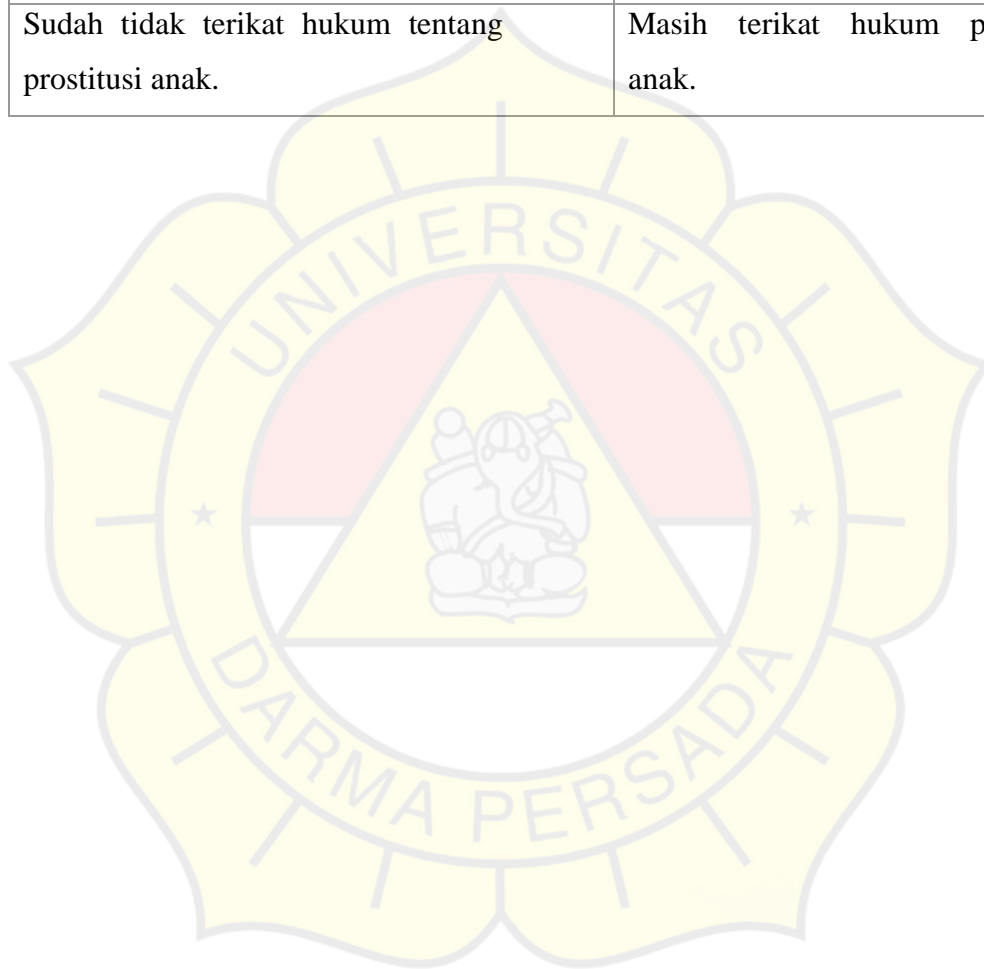 Sudah tidak terikat hukum tentang
prostitusi anak.
Masih terikat hukum
anak.
UNIVERSITAS
DARMA PERSADA